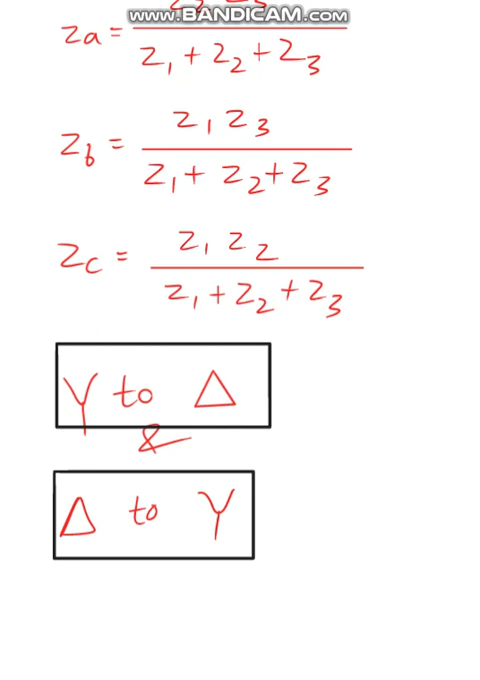 www.BANDICAM.com
Za =
Z1 + Z2 + Z3
Zb = Z1 Z3
Z1 + Z2 + Z3
Zc = Z1 Z2
Z1 + Z2 + Z3
Y to Δ
&
Δ to Y